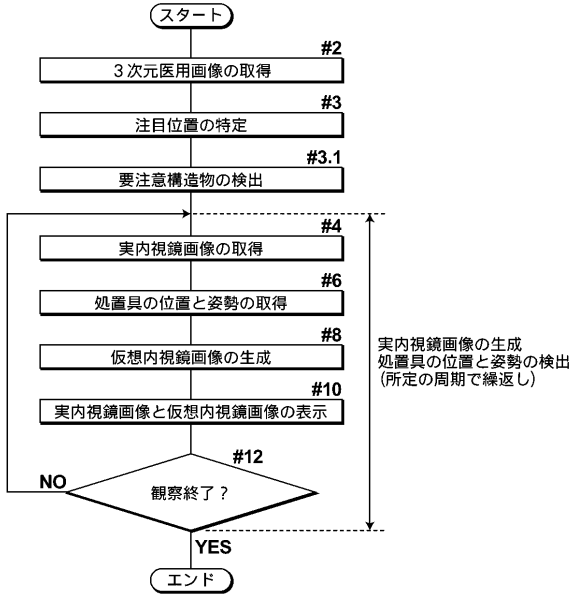 スタート
#2
3次元医用画像の取得
#3
注目位置の特定
#3.1
要注意構造物の検出
#4
実内視鏡画像の取得
#6
処置具の位置と姿勢の取得
#8
仮想内視鏡画像の生成
#10
実内視鏡画像と仮想内視鏡画像の表示
#12
観察終了?
NO
YES
エンド
実内視鏡画像の生成
処置具の位置と姿勢の検出
(所定の周期で繰返し)